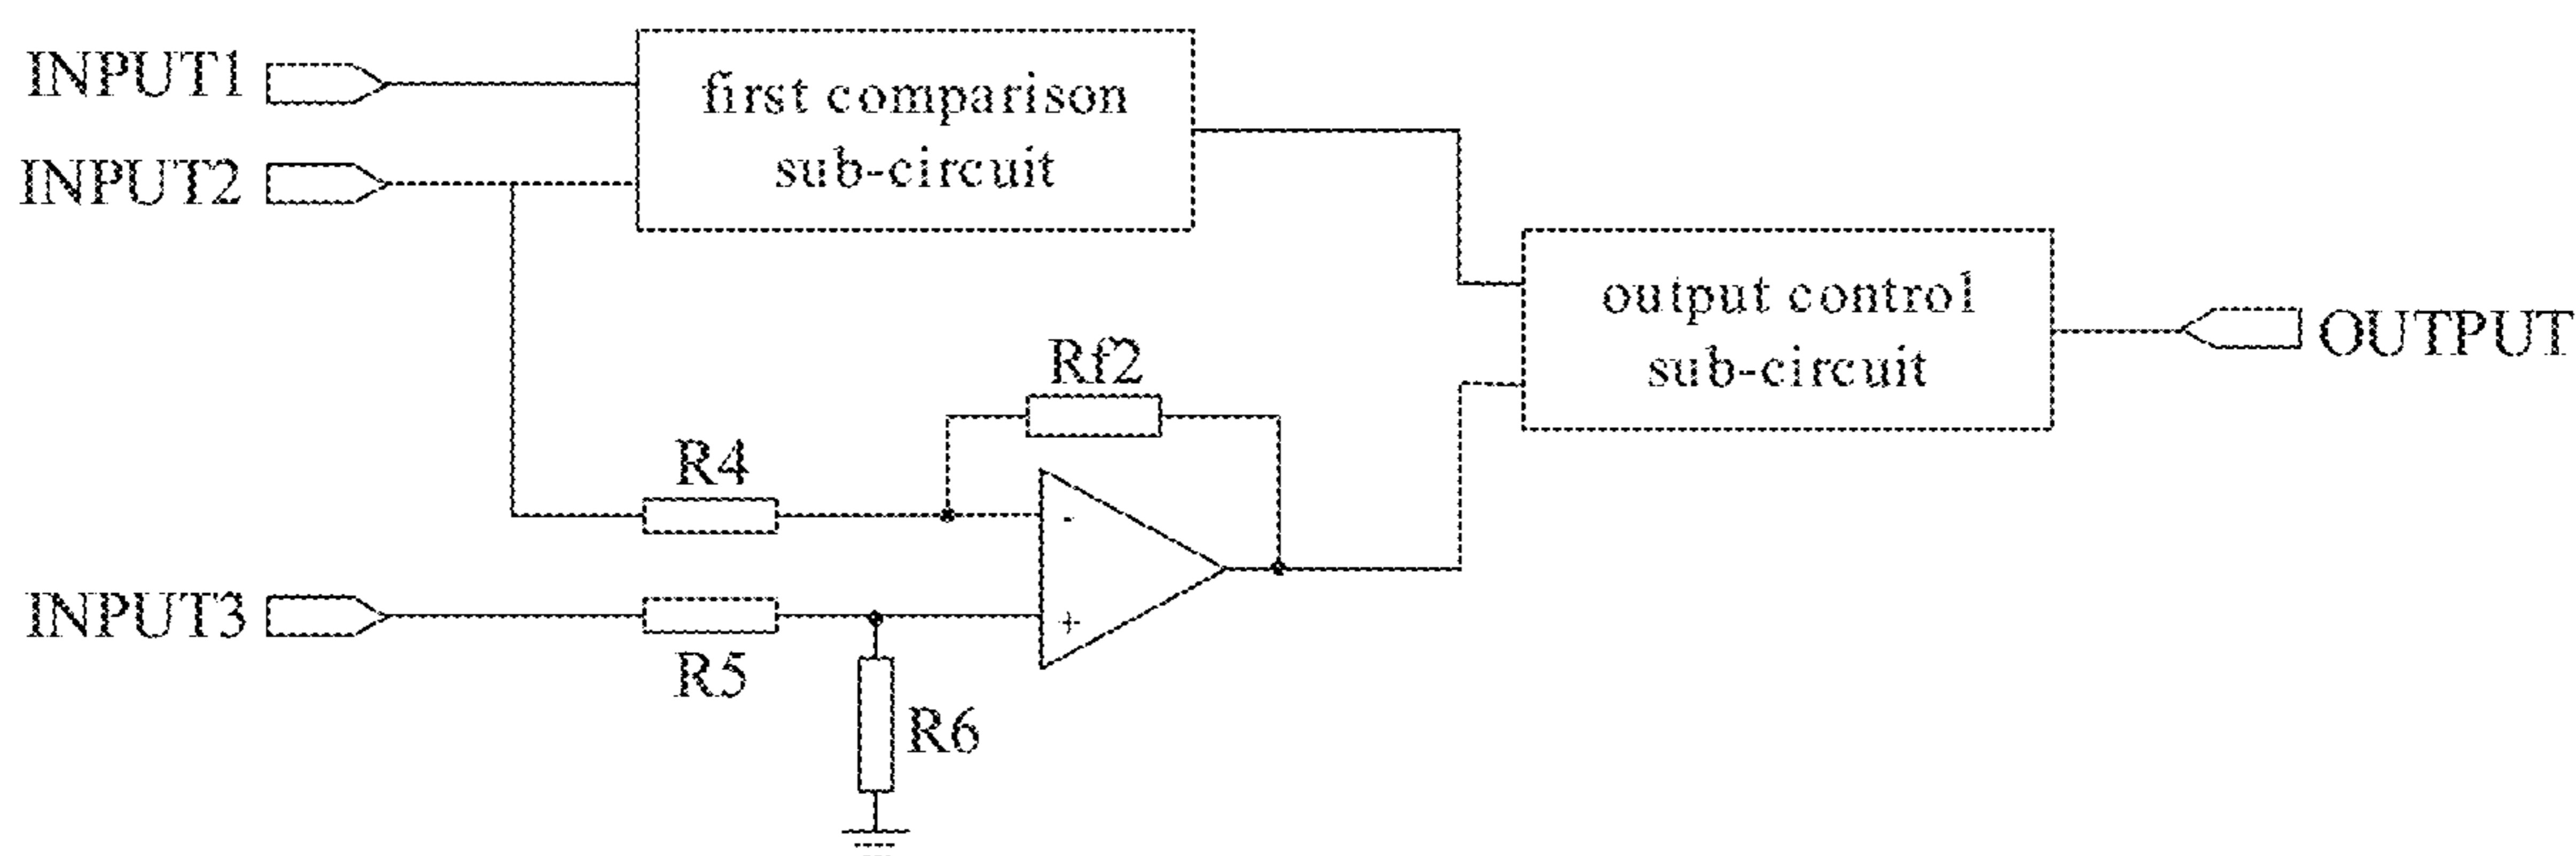 INPUT1
first comparison
sub-circuit
INPUT2
output control
sub-circuit
OUTPUT
Rf2
R4
-
INPUT3
+
R5
R6